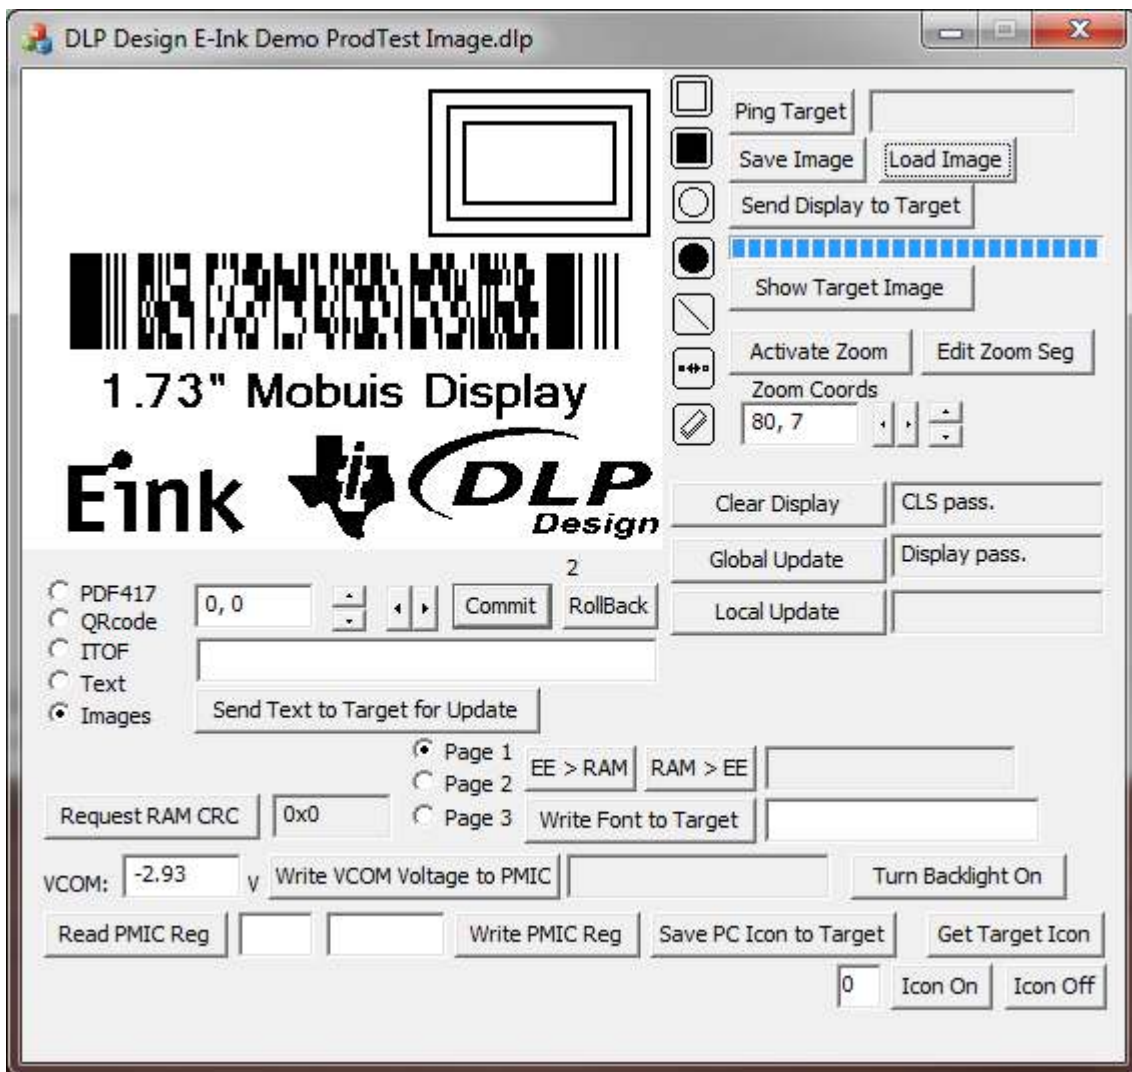 DLP Design E-Ink Demo ProdTest Image.dlp
Ping Target
Save Image Load Image
Send Display to Target
Show Target Image
Activate Zoom Edit Zoom Seg
Zoom Coords
80, 7
1.73" Mobuis Display
Eink DLP
Design
Clear Display CLS pass.
Global Update Display pass.
Local Update
2
PDF417 0, 0 Commit RollBack
QRcode
ITOF
Text
Images Send Text to Target for Update
Page 1 EE > RAM RAM > EE
Page 2
Request RAM CRC 0x0 Page 3 Write Font to Target
VCOM: -2.93 V Write VCOM Voltage to PMIC Turn Backlight On
Read PMIC Reg Write PMIC Reg Save PC Icon to Target Get Target Icon
0 Icon On Icon Off